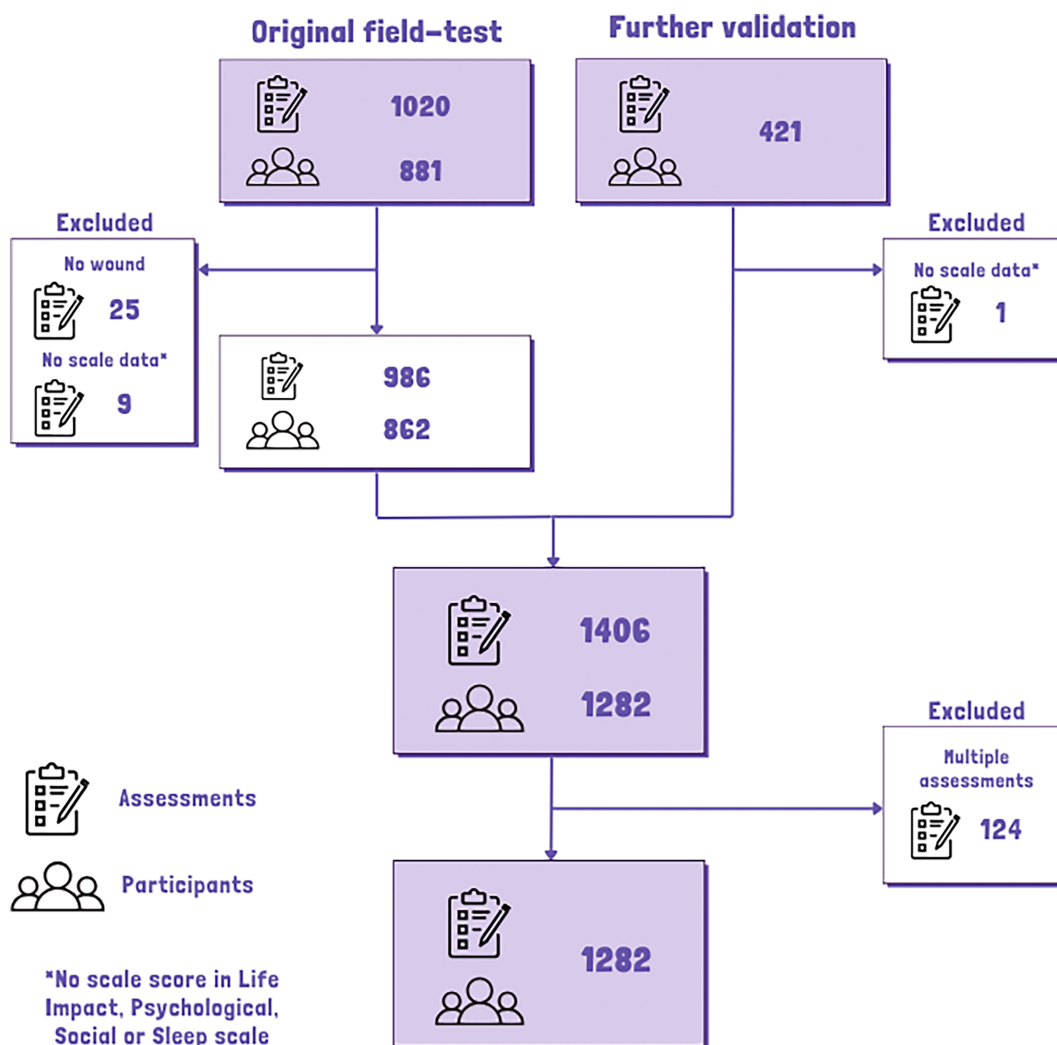 Original field-test
Further validation
1020
881
421
Excluded
No wound
25
No scale data*
9
Excluded
No scale data*
1
986
862
1406
1282
Excluded
Multiple
assessments
124
Assessments
Participants
1282
*No scale score in Life
Impact, Psychological,
Social or Sleep scale